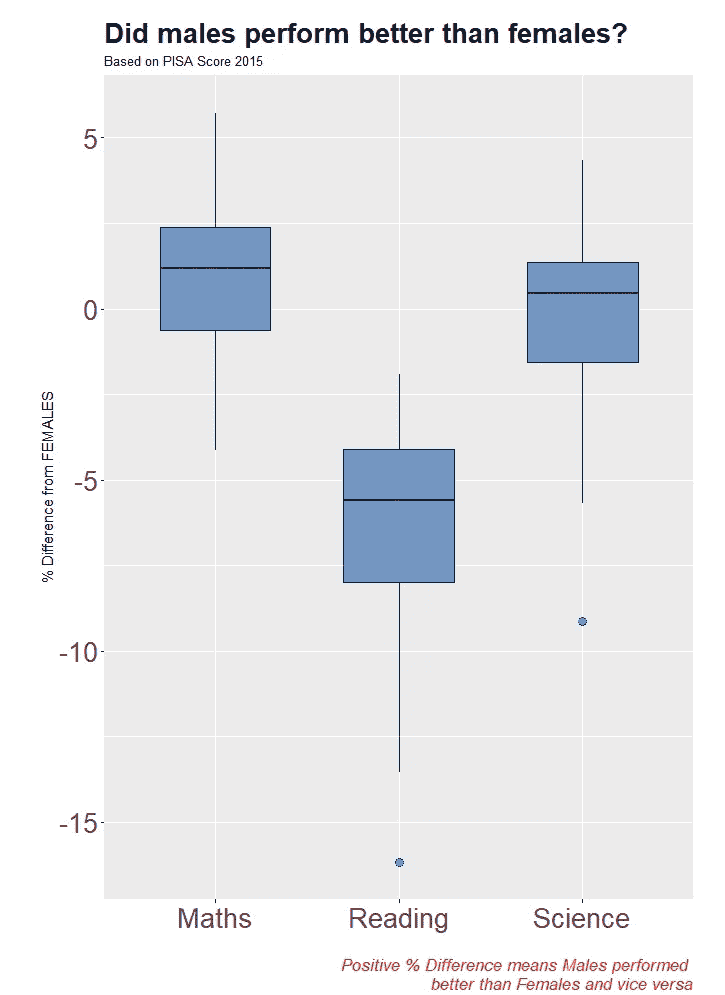 Did males perform better than females?
Based on PISA Score 2015
% Difference from FEMALES
5
0
-5
-10
-15
Maths Reading Science
Positive % Difference means Males performed
better than Females and vice versa